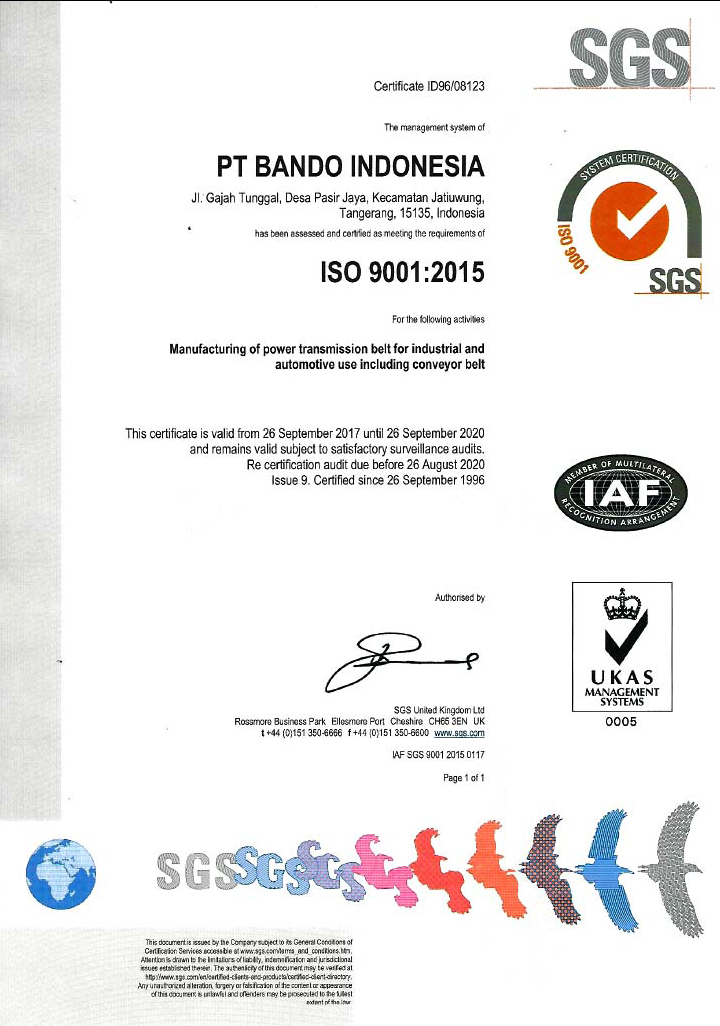 SGS
Certificate ID96/08123
The management system of
PT BANDO INDONESIA
Jl. Gajah Tunggal, Desa Pasir Jaya, Kecamatan Jatiuwung,
Tangerang, 15135, Indonesia
has been assessed and certified as meeting the requirements of
SYSTEM CERTIFICATION
ISO 9001
SGS
ISO 9001:2015
For the following activities
Manufacturing of power transmission belt for industrial and
automotive use including conveyor belt
This certificate is valid from 26 September 2017 until 26 September 2020
and remains valid subject to satisfactory surveillance audits.
Re certification audit due before 26 August 2020
Issue 9. Certified since 26 September 1996
MEMBER OF MULTILATERAL
IAF
RECOGNITION ARRANGEMENT
Authorised by
UKAS
MANAGEMENT
SYSTEMS
0005
SGS United Kingdom Ltd
Rossmore Business Park Ellesmere Port Cheshire CH65 3EN UK
t +44 (0)151 350-6666 f +44 (0)151 350-6600 www.sgs.com
IAF SGS 9001 2015 0117
Page 1 of 1
SGS SGS SGS
This document is issued by the Company subject to its General Conditions of
Certification Services accessible at www.sgs.com/terms_and_conditions.htm.
Attention is drawn to the limitations of liability, indemnification and jurisdictional
issues established therein. The authenticity of this document may be verified at
http://www.sgs.com/en/certified-clients-and-products/certified-client-directory.
Any unauthorized alteration, forgery or falsification of the content or appearance
of this document is unlawful and offenders may be prosecuted to the fullest
extent of the law.